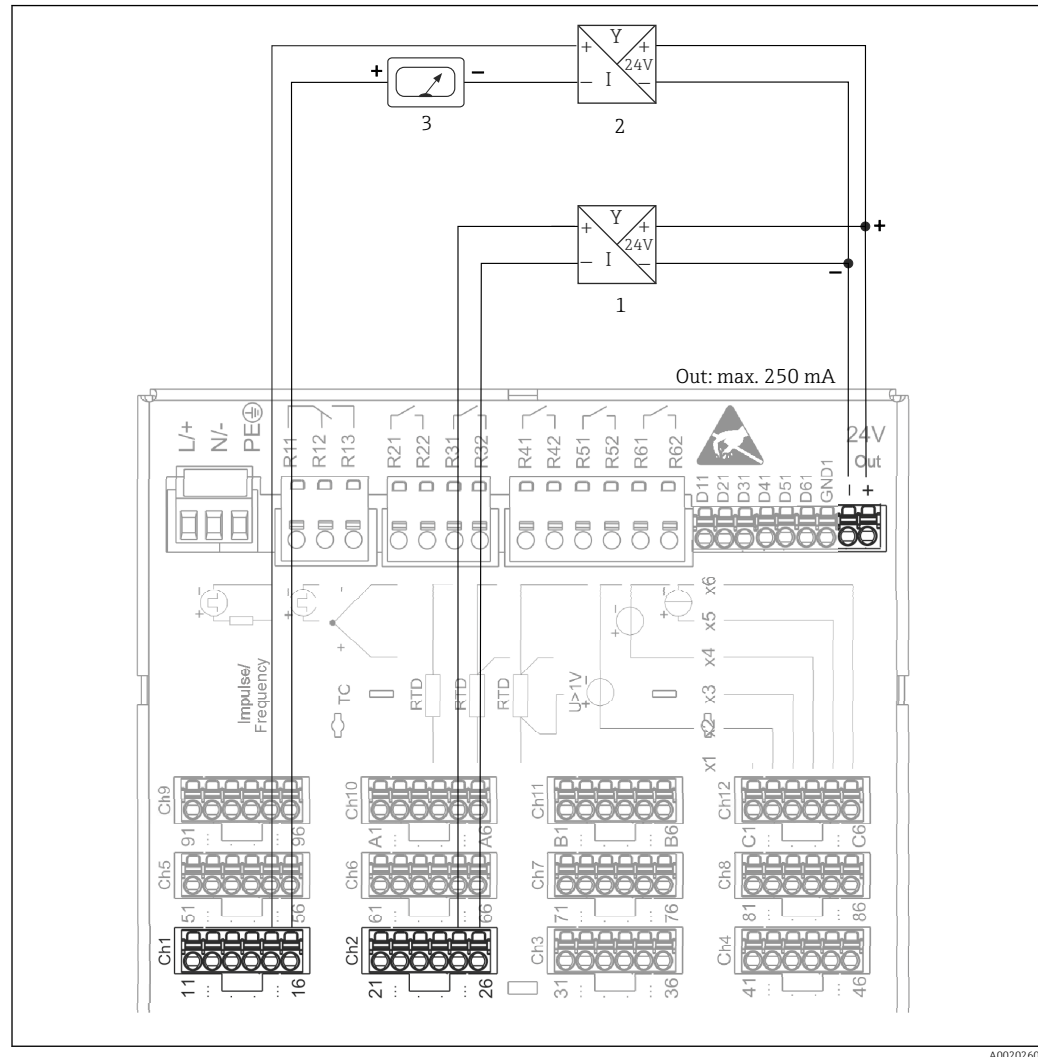 Y
+ +
24V
− I −
2
+ −
3
Y
+ +
24V
− I −
1
+
−
Out: max. 250 mA
L/+
N/-
PE
R11
R12
R13
R21
R22
R31
R32
R41
R42
R51
R52
R61
R62
D11
D21
D31
D41
D51
D61
GND1
24V
Out
− +
Impulse/
Frequency
TC
RTD
RTD
RTD
U>1V
x6
x5
x4
x3
x2
x1
Ch9
91 ... 96
Ch10
A1 ... A6
Ch11
B1 ... B6
Ch12
C1 ... C6
Ch5
51 ... 56
Ch6
61 ... 66
Ch7
71 ... 76
Ch8
81 ... 86
Ch1
11 ... 16
Ch2
21 ... 26
Ch3
31 ... 36
Ch4
41 ... 46
A0020260